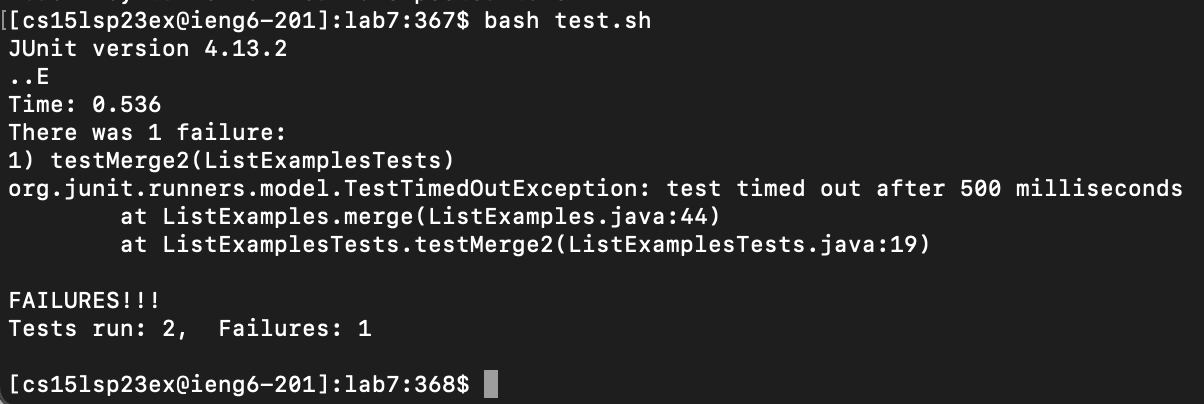 [[cs15lsp23ex@ieng6-201]:lab7:367$ bash test.sh
JUnit version 4.13.2
..E
Time: 0.536
There was 1 failure:
1) testMerge2(ListExamplesTests)
org.junit.runners.model.TestTimedOutException: test timed out after 500 milliseconds
        at ListExamples.merge(ListExamples.java:44)
        at ListExamplesTests.testMerge2(ListExamplesTests.java:19)

FAILURES!!!
Tests run: 2,  Failures: 1

[cs15lsp23ex@ieng6-201]:lab7:368$